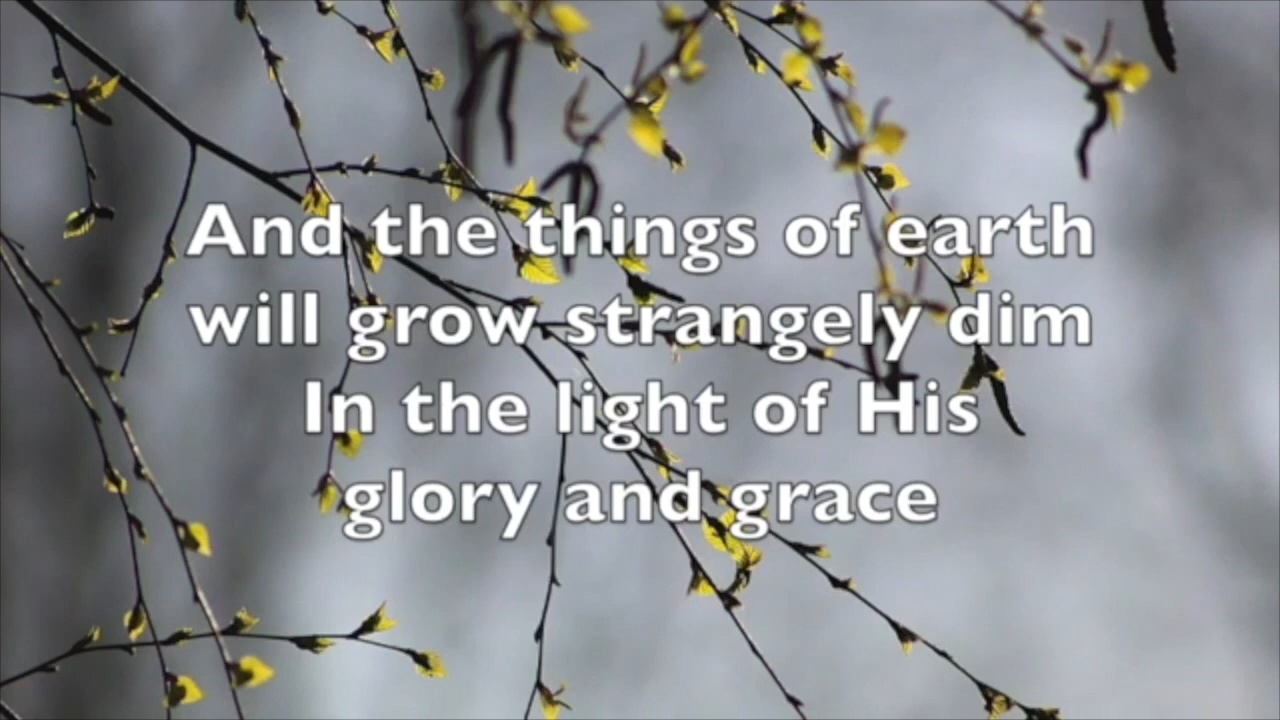 And the things of earth
will grow strangely dim
In the light of His
glory and grace